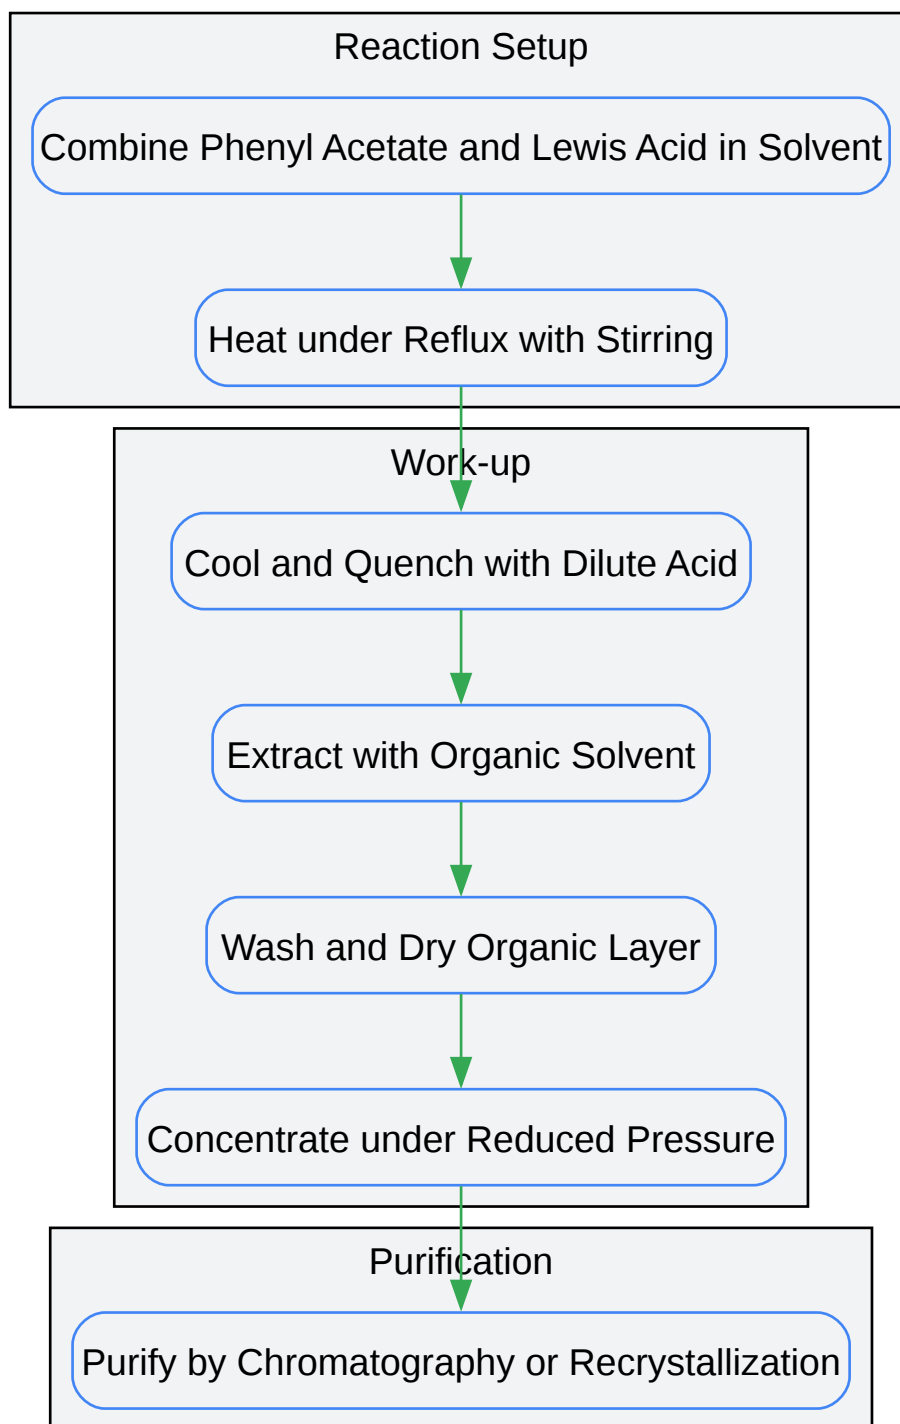 Reaction Setup
Combine Phenyl Acetate and Lewis Acid in Solvent
Heat under Reflux with Stirring
Work-up
Cool and Quench with Dilute Acid
Extract with Organic Solvent
Wash and Dry Organic Layer
Concentrate under Reduced Pressure
Purification
Purify by Chromatography or Recrystallization